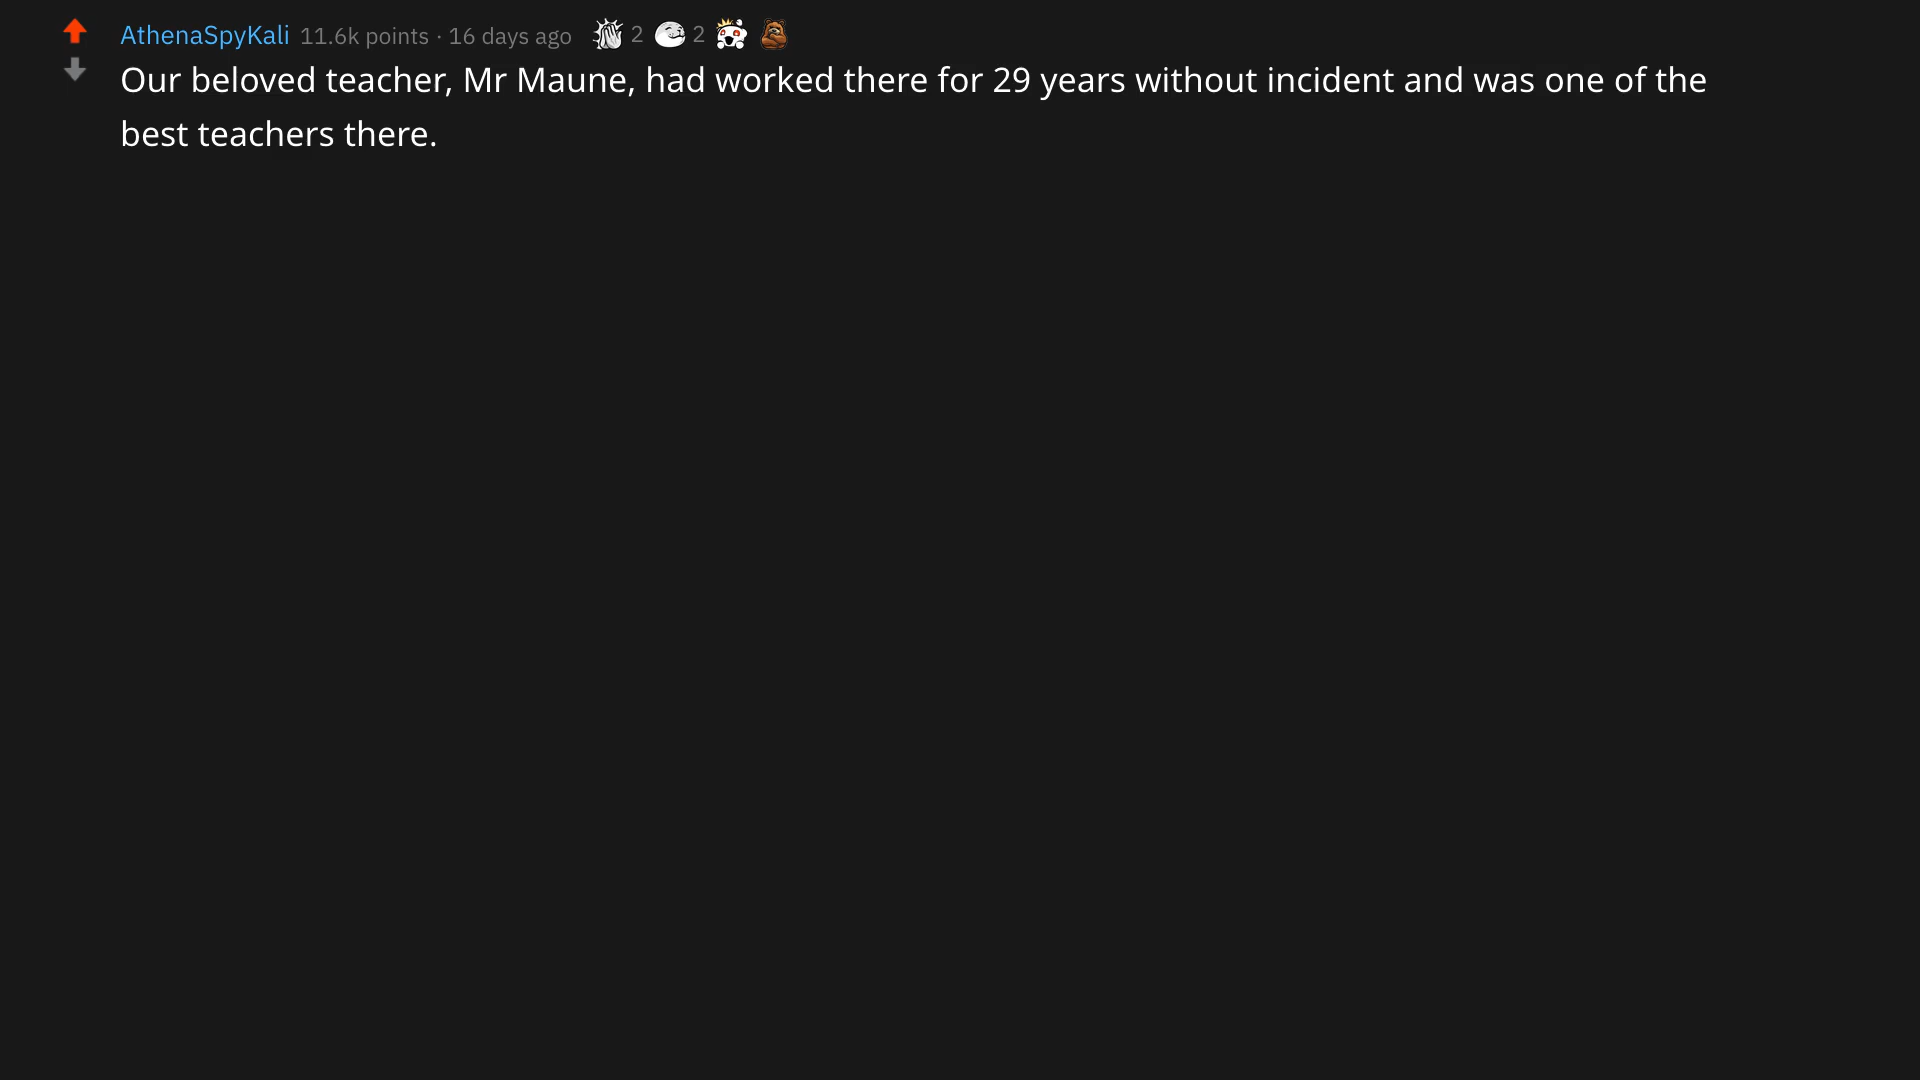 AthenaSpyKali 11.6k points · 16 days ago 2 2
Our beloved teacher, Mr Maune, had worked there for 29 years without incident and was one of the
best teachers there.